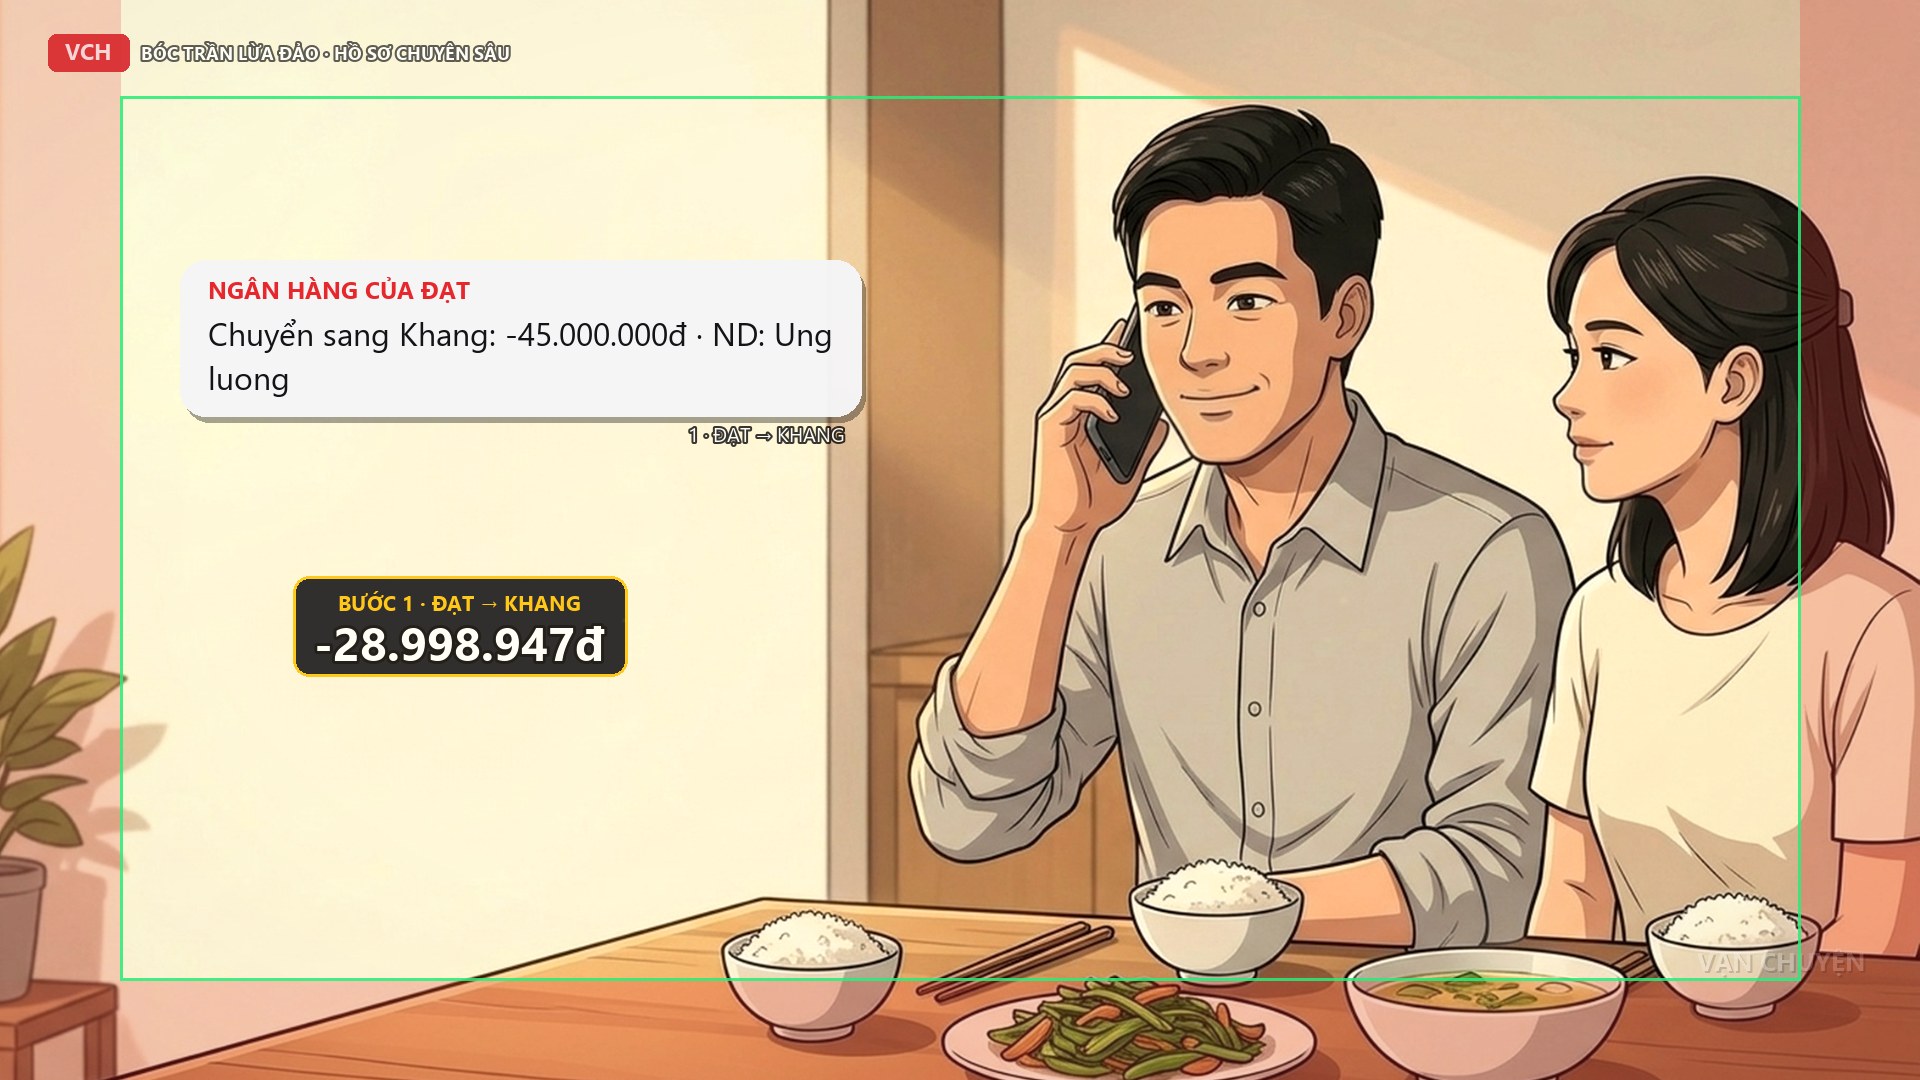 VCH BÓC TRẦN LỪA ĐẢO · HỒ SƠ CHUYÊN SÂU
NGÂN HÀNG CỦA ĐẠT
Chuyển sang Khang: -45.000.000đ · ND: Ung
luong
1 · ĐẠT → KHANG
BƯỚC 1 · ĐẠT → KHANG
-28.998.947đ
VẠN CHUYỆN